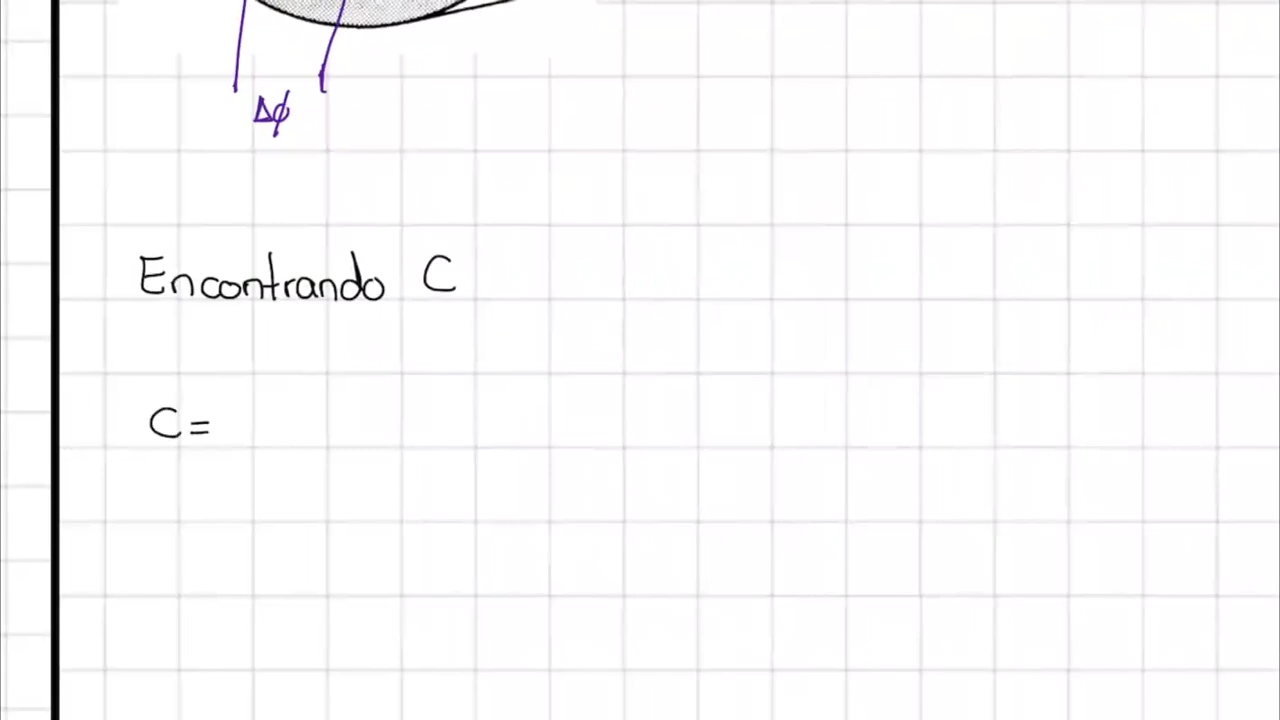 Δϕ
Encontrando C
C =